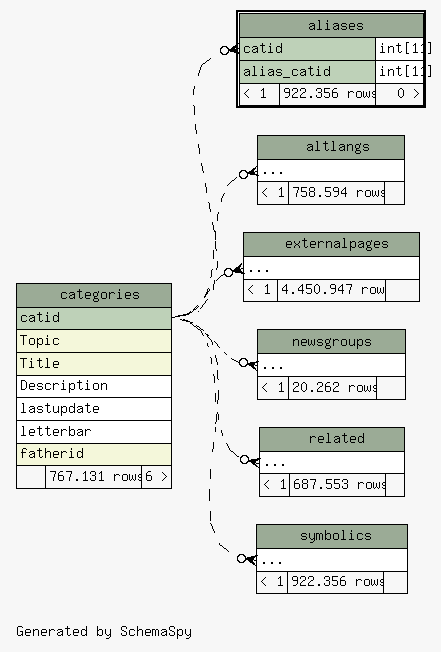 aliases
catid int[11]
alias_catid int[11]
< 1 922.356 rows 0 >
altlangs
...
< 1 758.594 rows
externalpages
...
< 1 4.450.947 row
categories
catid
Topic
Title
Description
lastupdate
letterbar
fatherid
767.131 rows 6 >
newsgroups
...
< 1 20.262 rows
related
...
< 1 687.553 rows
symbolics
...
< 1 922.356 rows
Generated by SchemaSpy